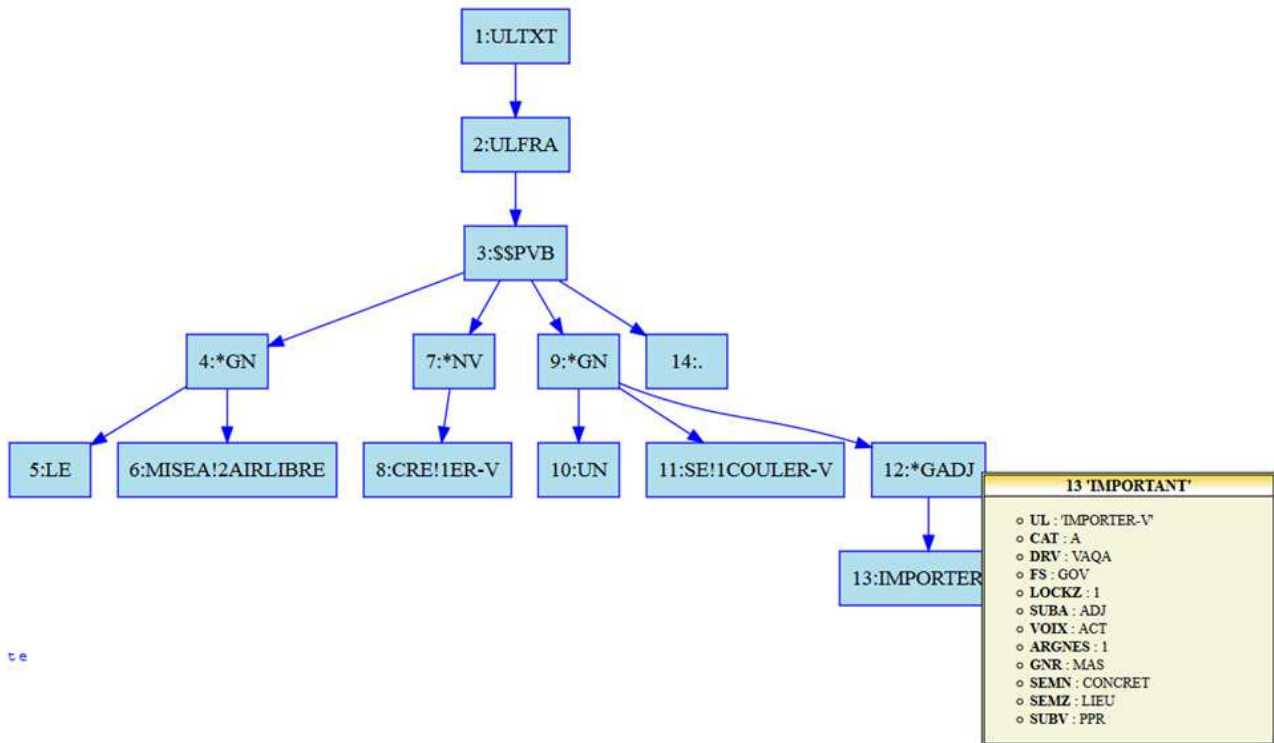 1:ULTXT
2:ULFRA
3:$$PVB
4:*GN
7:*NV
9:*GN
14:.
5:LE
6:MISEA!2AIRLIBRE
8:CRE!1ER-V
10:UN
11:SE!1COULER-V
12:*GADJ
13:IMPORTER
13 'IMPORTANT'
UL : 'IMPORTER-V'
CAT : A
DRV : VAQA
FS : GOV
LOCKZ : 1
SUBA : ADJ
VOIX : ACT
ARGNES : 1
GNR : MAS
SEMN : CONCRET
SEMZ : LIEU
SUBV : PPR
te